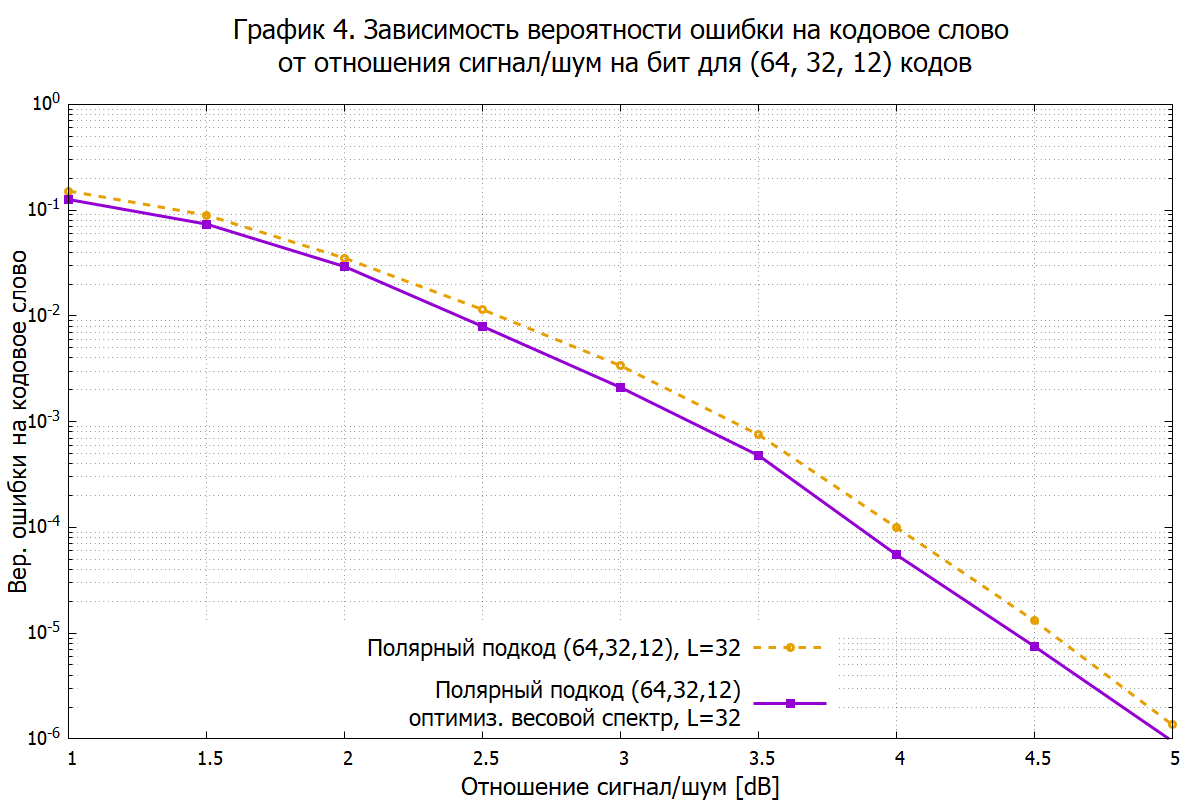 График 4. Зависимость вероятности ошибки на кодовое слово
от отношения сигнал/шум на бит для (64, 32, 12) кодов
Вер. ошибки на кодовое слово
10^0
10^-1
10^-2
10^-3
10^-4
10^-5
10^-6
Полярный подкод (64,32,12), L=32
Полярный подкод (64,32,12)
оптимиз. весовой спектр, L=32
1 1.5 2 2.5 3 3.5 4 4.5 5
Отношение сигнал/шум [dB]